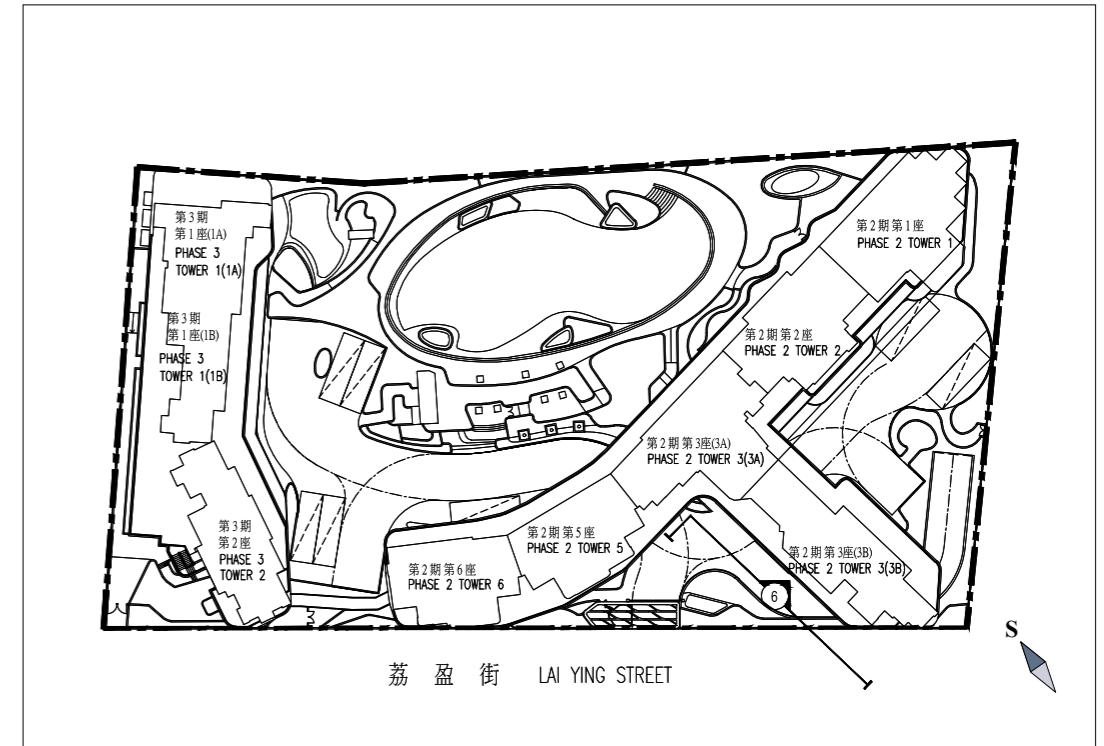 第3期
第1座(1A)
PHASE 3
TOWER 1(1A)
第3期
第1座(1B)
PHASE 3
TOWER 1(1B)
第3期
第2座
PHASE 3
TOWER 2
第2期第1座
PHASE 2 TOWER 1
第2期第2座
PHASE 2 TOWER 2
第2期第3座(3A)
PHASE 2 TOWER 3(3A)
第2期第5座
PHASE 2 TOWER 5
第2期第6座
PHASE 2 TOWER 6
第2期第3座(3B)
PHASE 2 TOWER 3(3B)
6
S
荔盈街 LAI YING STREET